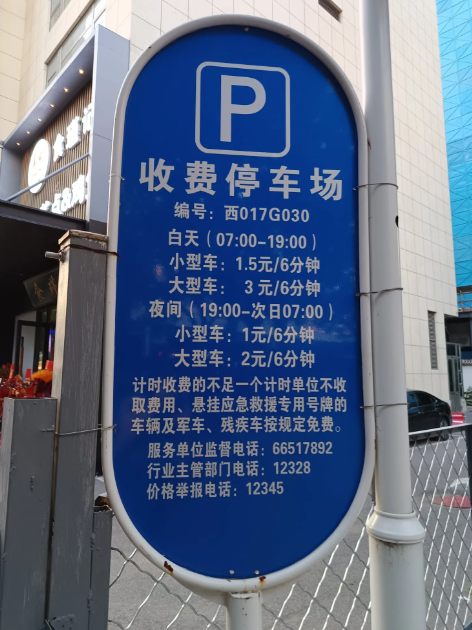 P
收费停车场
编号：西017G030
白天（07:00-19:00）
小型车：1.5元/6分钟
大型车： 3元/6分钟
夜间（19:00-次日07:00）
小型车：1元/6分钟
大型车：2元/6分钟
计时收费的不足一个计时单位不收
取费用、悬挂应急救援专用号牌的
车辆及军车、残疾车按规定免费。
服务单位监督电话：66517892
行业主管部门电话：12328
价格举报电话：12345